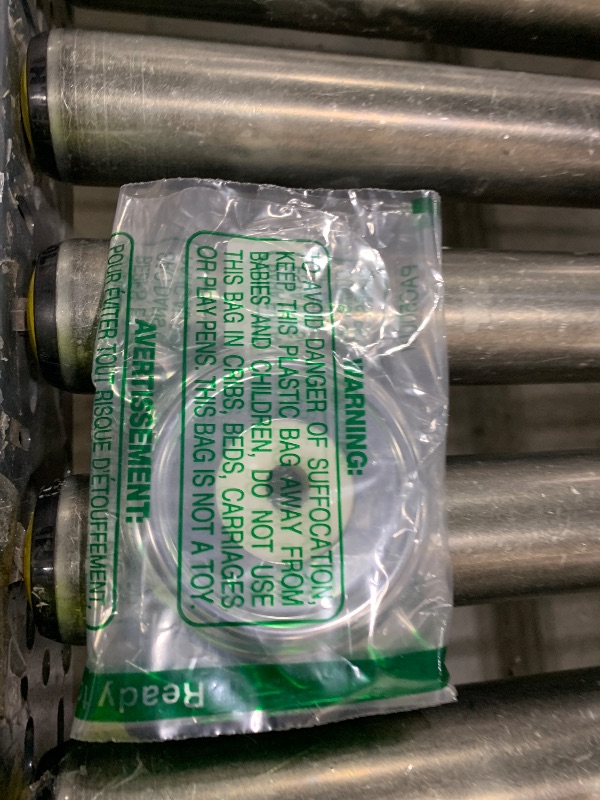 WARNING:
TO AVOID DANGER OF SUFFOCATION,
KEEP THIS PLASTIC BAG AWAY FROM
BABIES AND CHILDREN, DO NOT USE
THIS BAG IN CRIBS, BEDS, CARRIAGES
OR PLAY PENS. THIS BAG IS NOT A TOY.
AVERTISSEMENT:
POUR ÉVITER TOUT RISQUE D'ÉTOUFFEMENT,
Ready